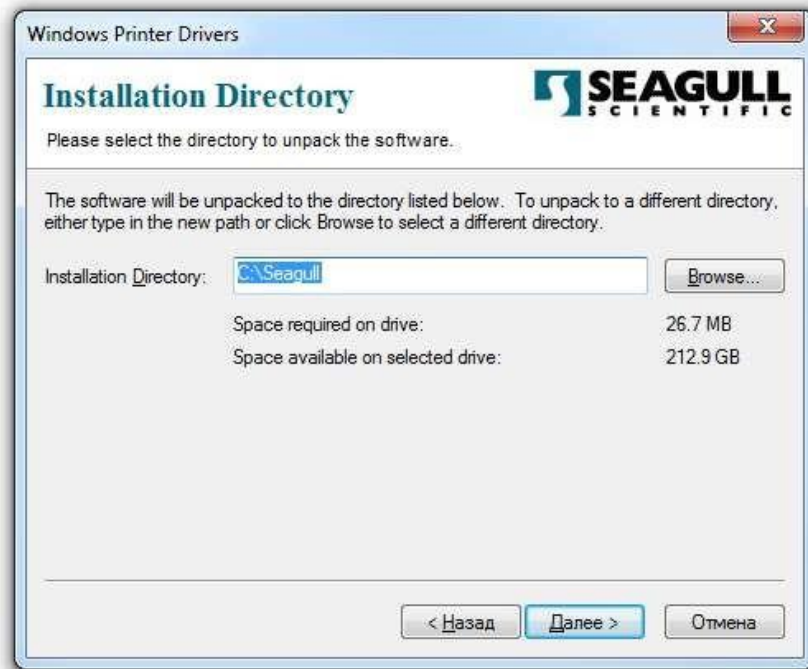 Windows Printer Drivers
Installation Directory
SEAGULL
SCIENTIFIC
Please select the directory to unpack the software.
The software will be unpacked to the directory listed below. To unpack to a different directory,
either type in the new path or click Browse to select a different directory.
Installation Directory: C:\Seagull Browse...
Space required on drive: 26.7 MB
Space available on selected drive: 212.9 GB
< Назад Далее > Отмена